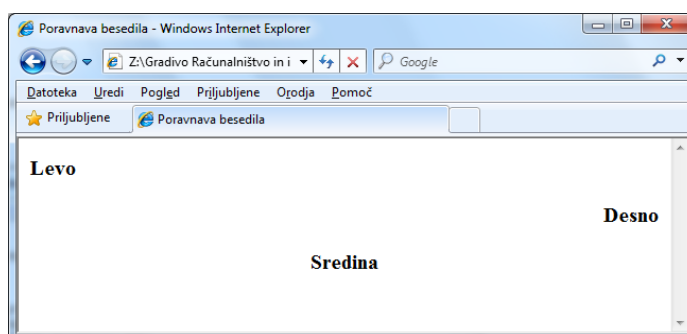 Poravnava besedila - Windows Internet Explorer
Z:\Gradivo Računalništvo in i
Google
Datoteka Uredi Pogled Priljubljene Orodja Pomoč
Priljubljene Poravnava besedila
Levo
Desno
Sredina